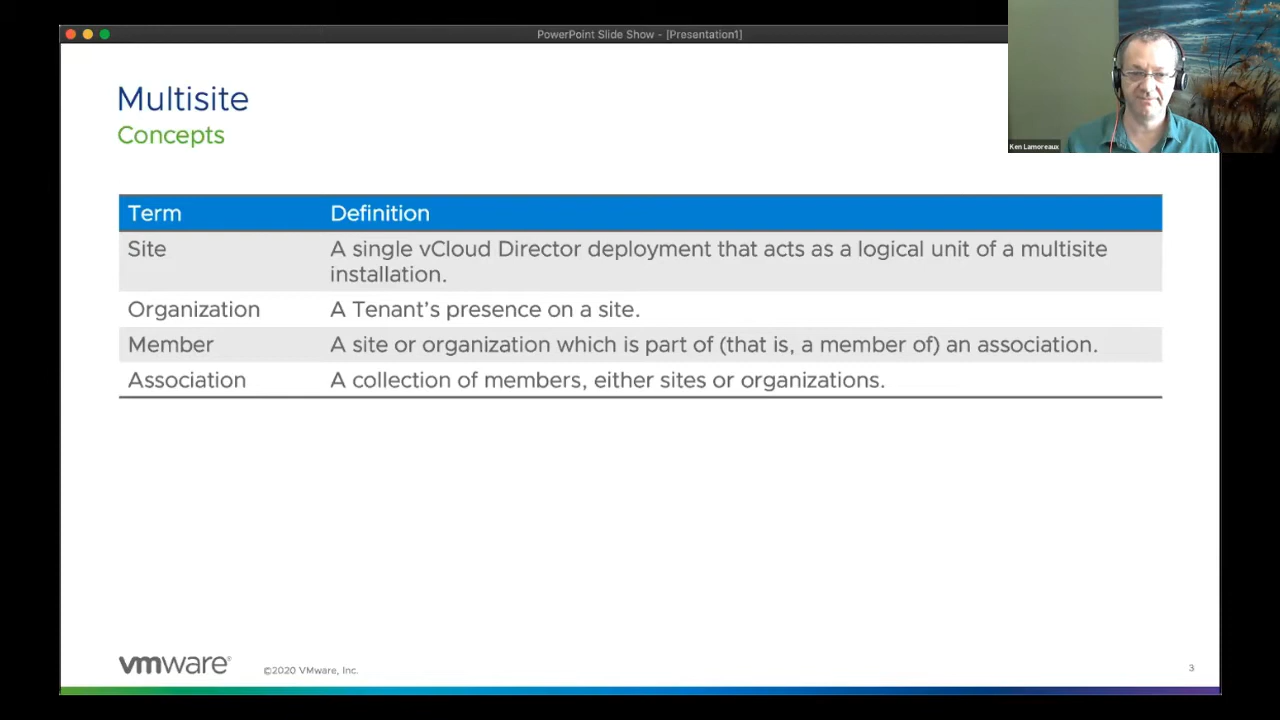 PowerPoint Slide Show - [Presentation1]
Ken Lamoreaux
Multisite
Concepts
Term Definition
Site A single vCloud Director deployment that acts as a logical unit of a multisite
installation.
Organization A Tenant’s presence on a site.
Member A site or organization which is part of (that is, a member of) an association.
Association A collection of members, either sites or organizations.
vmware® ©2020 VMware, Inc. 3